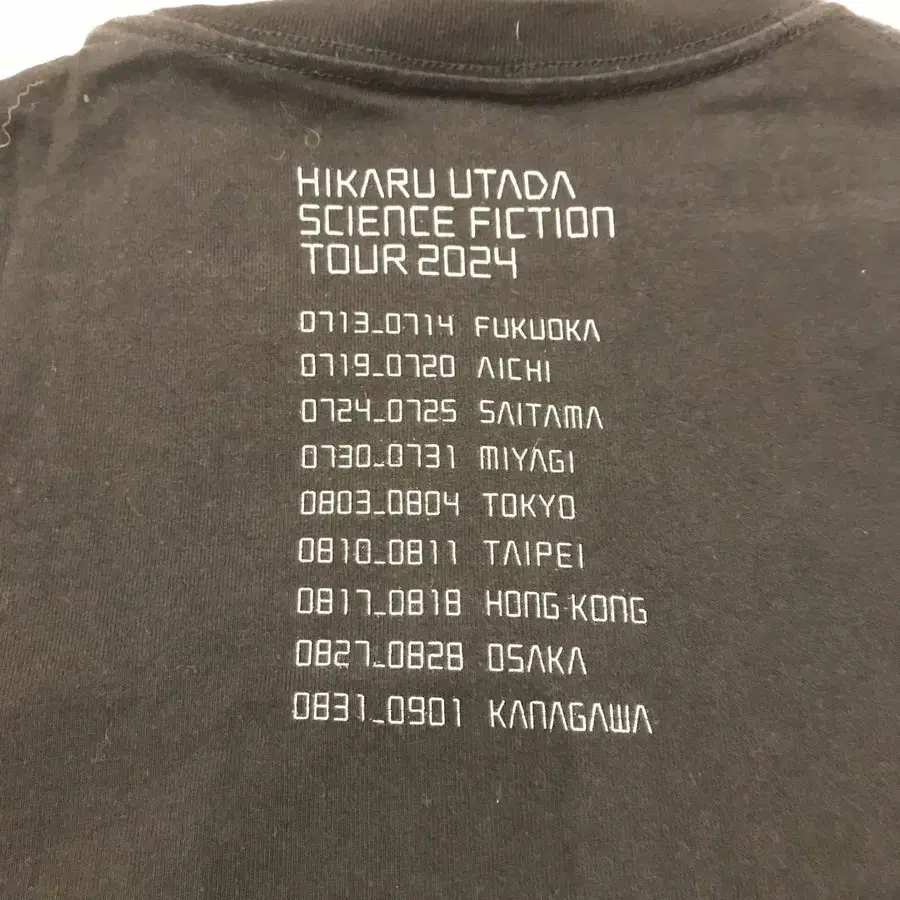 HIKARU UTADA
SCIENCE FICTION
TOUR 2024
0713_0714 FUKUOKA
0719_0720 AICHI
0724_0725 SAITAMA
0730_0731 MIYAGI
0803_0804 TOKYO
0810_0811 TAIPEI
0817_0818 HONG KONG
0827_0828 OSAKA
0831_0901 KANAGAWA